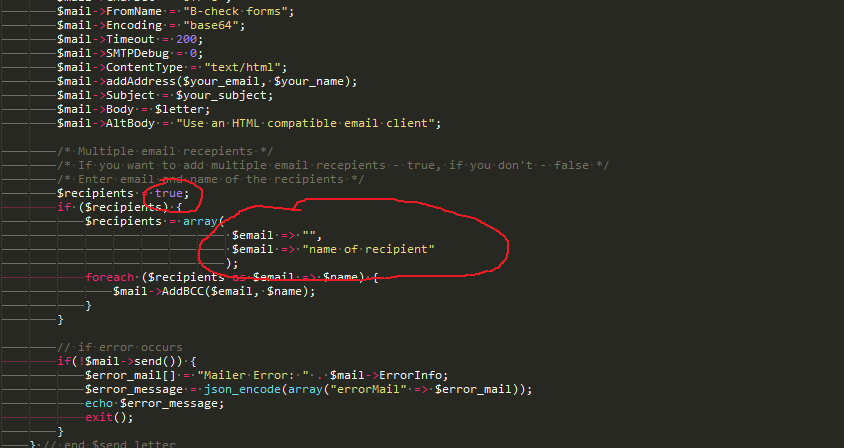 $mail->FromName = "B-check forms";
$mail->Encoding = "base64";
$mail->Timeout = 200;
$mail->SMTPDebug = 0;
$mail->ContentType = "text/html";
$mail->addAddress($your_email, $your_name);
$mail->Subject = $your_subject;
$mail->Body = $letter;
$mail->AltBody = "Use an HTML compatible email client";
/* Multiple email recepients */
/* If you want to add multiple email recepients - true, if you don't - false */
/* Enter email and name of the recipients */
$recipients = true;
if ($recipients) {
$recipients = array(
$email => "",
$email => "name of recipient"
);
foreach ($recipients as $email => $name) {
$mail->AddBCC($email, $name);
}
}
// if error occurs
if(!$mail->send()) {
$error_mail[] = "Mailer Error: " . $mail->ErrorInfo;
$error_message = json_encode(array("errorMail" => $error_mail));
echo $error_message;
exit();
}
} // end $send letter